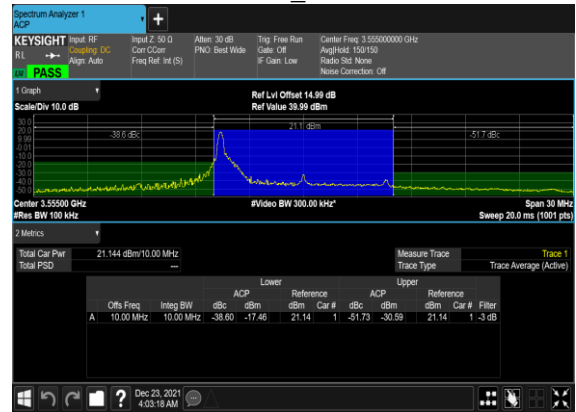 Spectrum Analyzer 1
ACP
KEYSIGHT Input: RF Input Z: 50 Ω Atten: 30 dB Trig: Free Run Center Freq: 3.555000000 GHz
RL Coupling: DC Corr CCorr PNO: Best Wide Gate: Off Avg|Hold: 150/150
Align: Auto Freq Ref: Int (S) IF Gain: Low Radio Std: None
PASS Noise Correction: Off
1 Graph Ref Lvl Offset 14.99 dB
Scale/Div 10.0 dB Ref Value 39.99 dBm
30.0
20.0
9.99
-0.01
-10.0
-20.0
-30.0
-40.0
-50.0
-38.6 dBc 21.1 dBm -51.7 dBc
Center 3.55500 GHz #Video BW 300.00 kHz* Span 30 MHz
#Res BW 100 kHz Sweep 20.0 ms (1001 pts)
2 Metrics
Total Car Pwr 21.144 dBm/10.00 MHz Measure Trace Trace 1
Total PSD --- Trace Type Trace Average (Active)
Lower Upper
ACP Reference ACP Reference
Offs Freq Integ BW dBc dBm dBm Car # dBc dBm dBm Car # Filter
A 10.00 MHz 10.00 MHz -38.60 -17.46 21.14 1 -51.73 -30.59 21.14 1 -3 dB
? Dec 23, 2021
4:03:18 AM